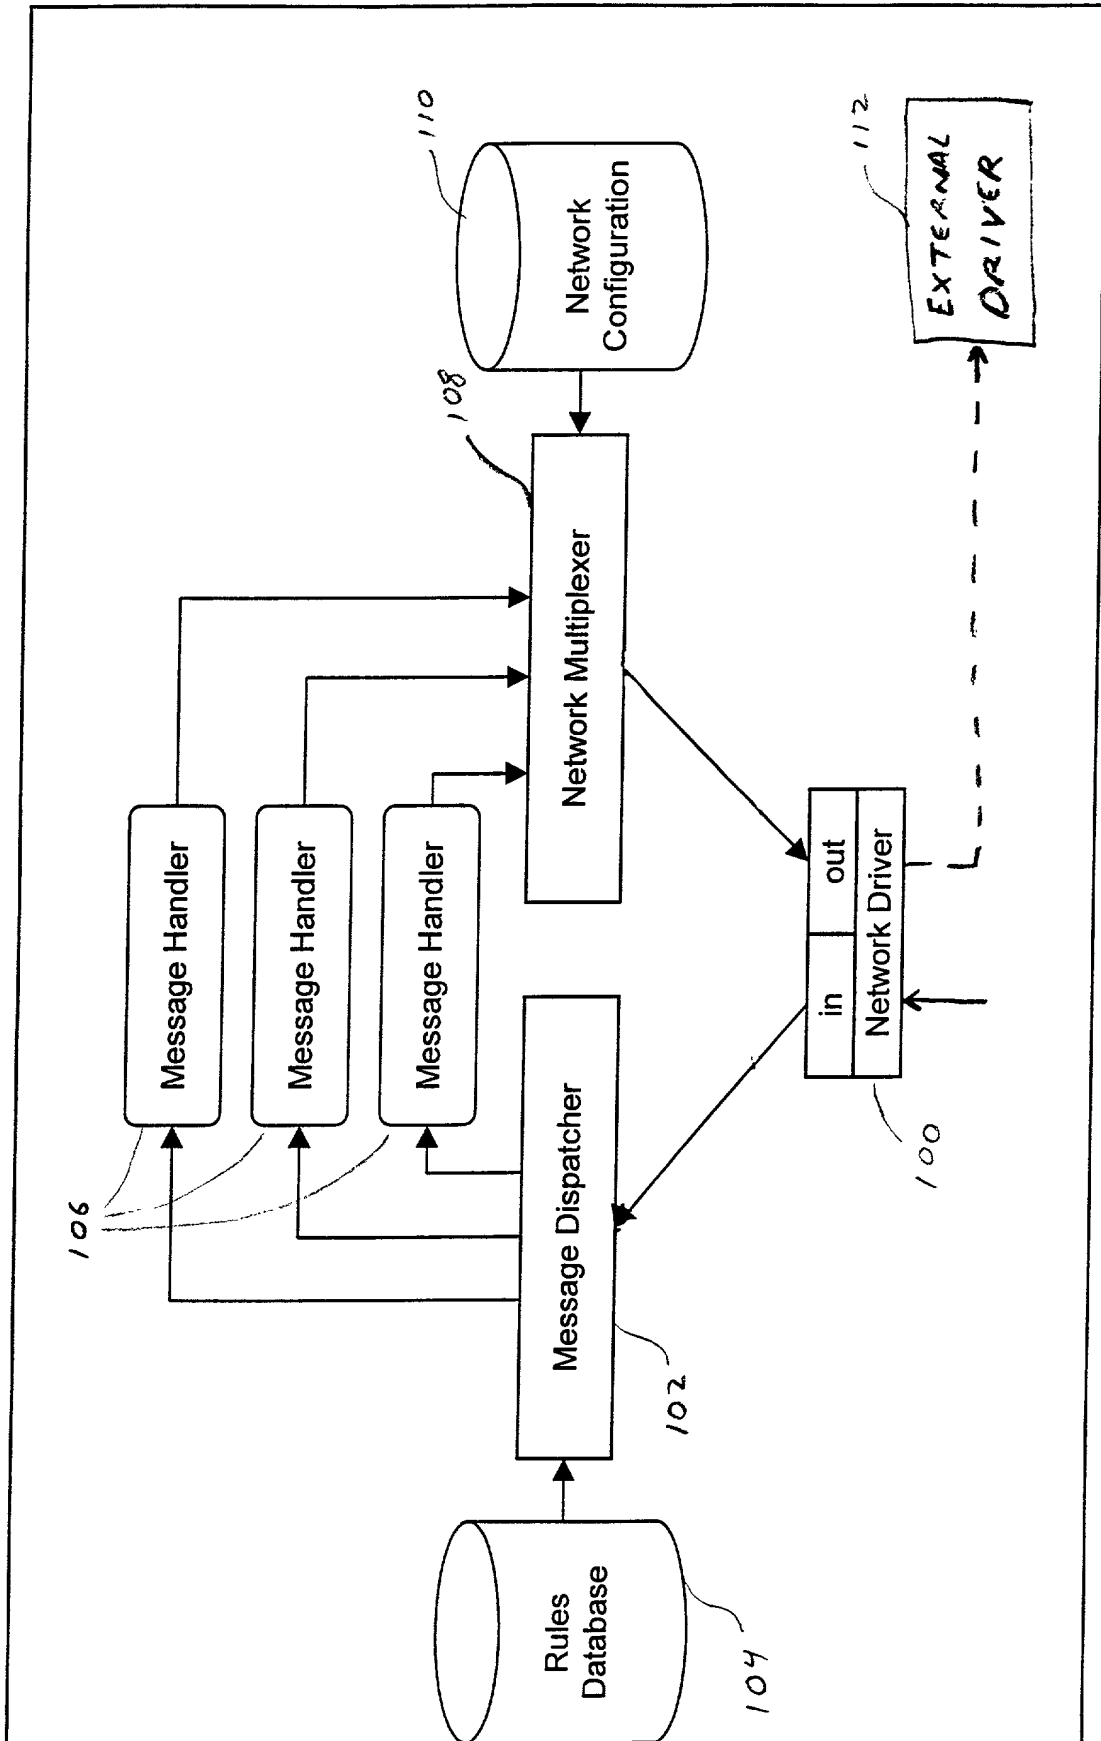 106
Message Handler
Message Handler
Message Handler
110
108
Rules
Database
104
Message Dispatcher
102
Network Multiplexer
Network
Configuration
in
out
Network Driver
100
112
EXTERNAL
DRIVER